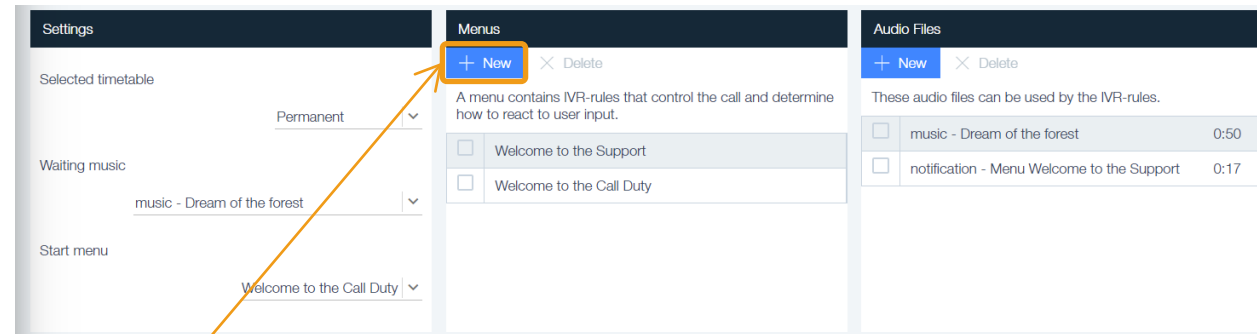 Settings
Selected timetable
Permanent
Waiting music
music - Dream of the forest
Start menu
Welcome to the Call Duty
Menus
New
Delete
A menu contains IVR-rules that control the call and determine
how to react to user input.
Welcome to the Support
Welcome to the Call Duty
Audio Files
New
Delete
These audio files can be used by the IVR-rules.
music - Dream of the forest 0:50
notification - Menu Welcome to the Support 0:17